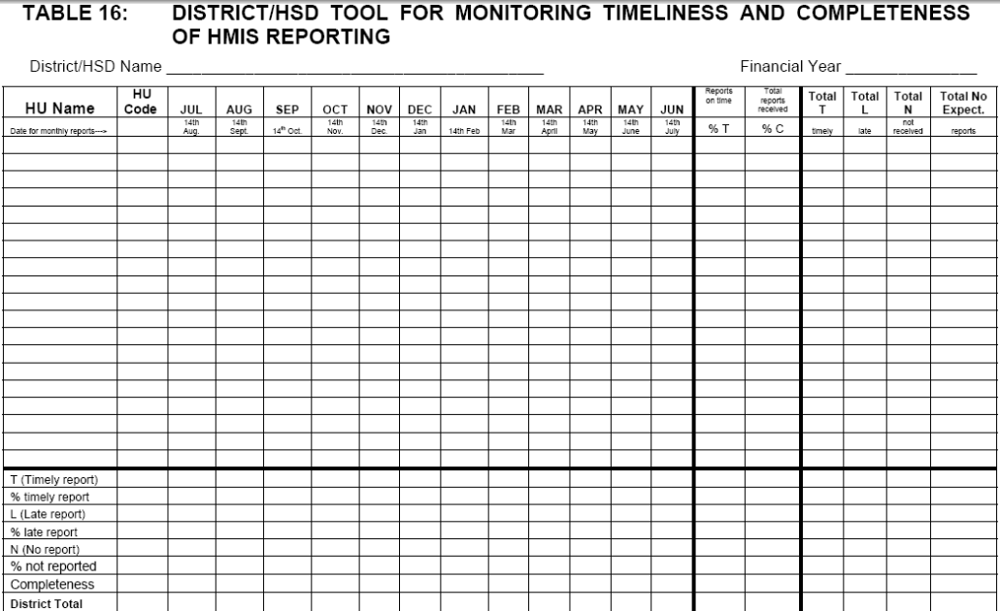 TABLE 16: DISTRICT/HSD TOOL FOR MONITORING TIMELINESS AND COMPLETENESS
OF HMIS REPORTING
District/HSD Name ____________________ Financial Year ____________________
HU Name HU Code JUL AUG SEP OCT NOV DEC JAN FEB MAR APR MAY JUN Reports on time Total reports received Total T Total L Total N Total No Expect.
Date for monthly reports---> 14th Aug. 14th Sept. 14th Oct. 14th Nov. 14th Dec. 14th Jan 14th Feb 14th Mar 14th April 14th May 14th June 14th July % T % C timely late not received reports
T (Timely report)
% timely report
L (Late report)
% late report
N (No report)
% not reported
Completeness
District Total